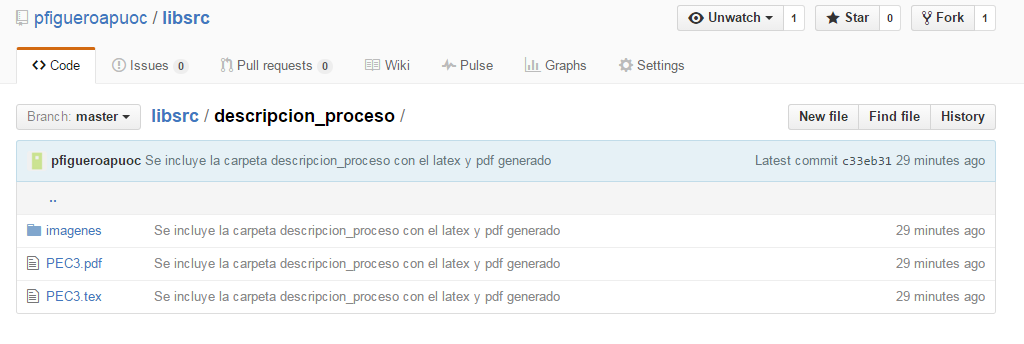 pfigueroapuoc / libsrc
Unwatch 1 Star 0 Fork 1
Code Issues 0 Pull requests 0 Wiki Pulse Graphs Settings
Branch: master libsrc / descripcion_proceso / New file Find file History
pfigueroapuoc Se incluye la carpeta descripcion_proceso con el latex y pdf generado Latest commit c33eb31 29 minutes ago
..
imagenes Se incluye la carpeta descripcion_proceso con el latex y pdf generado 29 minutes ago
PEC3.pdf Se incluye la carpeta descripcion_proceso con el latex y pdf generado 29 minutes ago
PEC3.tex Se incluye la carpeta descripcion_proceso con el latex y pdf generado 29 minutes ago